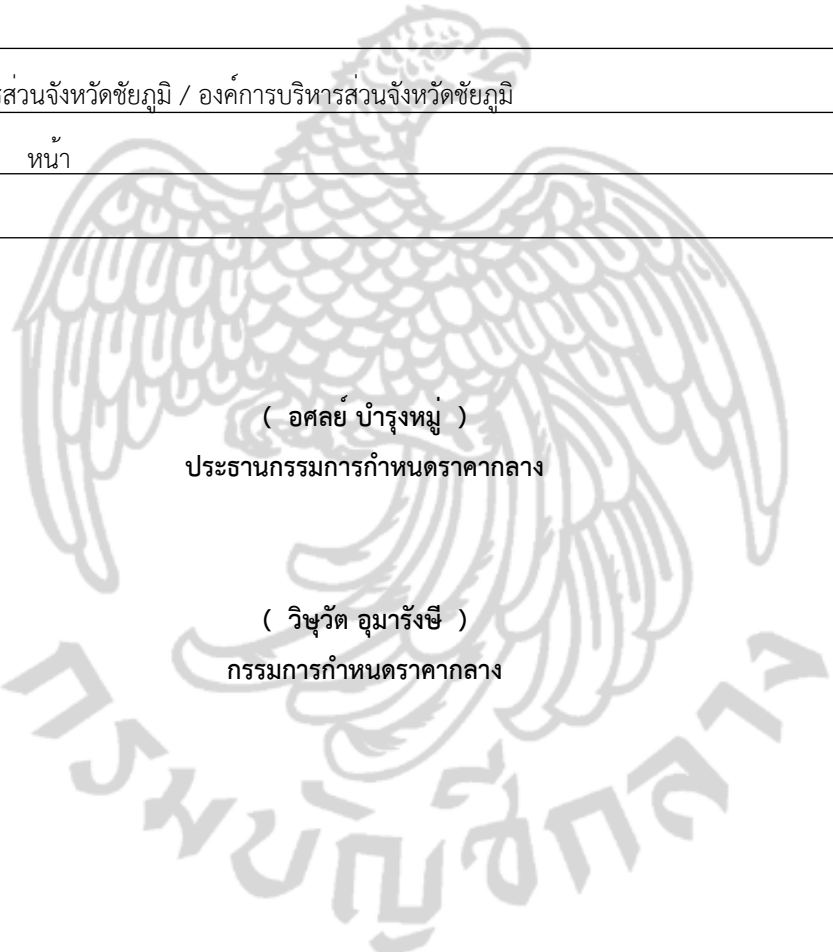 ส่วนจังหวัดชัยภูมิ / องค์การบริหารส่วนจังหวัดชัยภูมิ
หน้า
( อศลย์ บำรุงหมู่ )
ประธานกรรมการกำหนดราคากลาง
( วิษุวัต อุมารังษี )
กรรมการกำหนดราคากลาง
กรมบัญชีกลาง